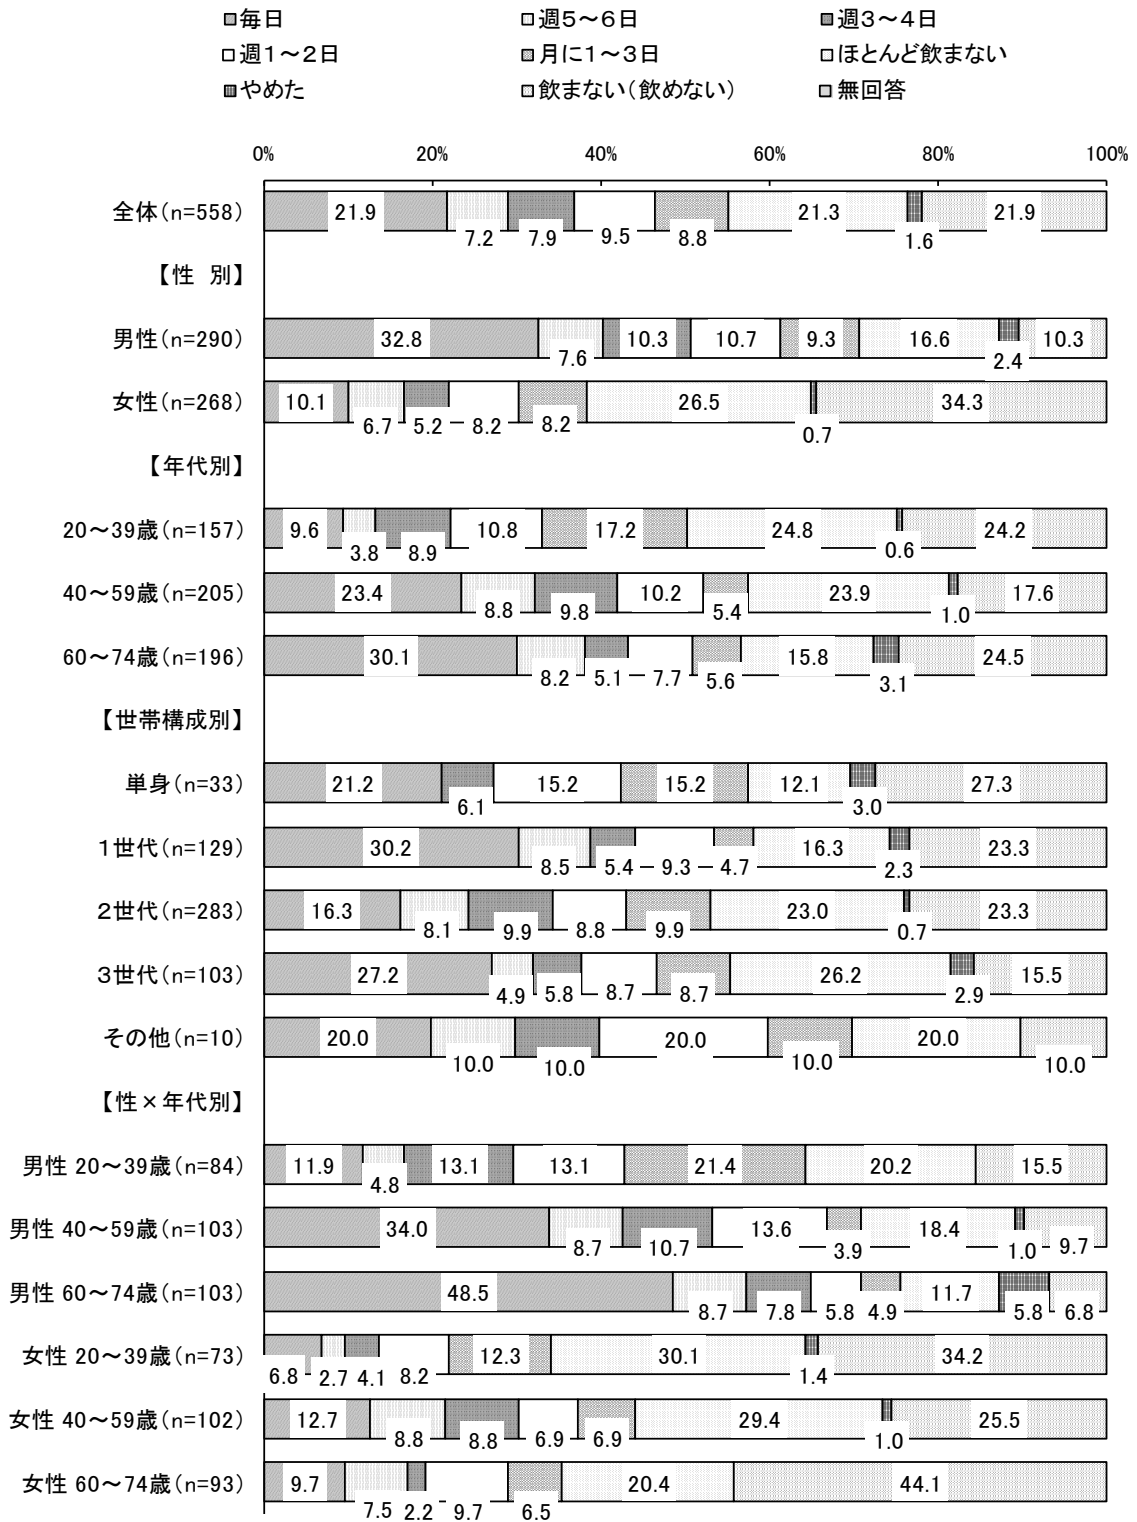 毎日 週5～6日 週3～4日
週1～2日 月に1～3日 ほとんど飲まない
やめた 飲まない(飲めない) 無回答
0% 20% 40% 60% 80% 100%
全体(n=558) 21.9 7.2 7.9 9.5 8.8 21.3 1.6 21.9
【性 別】
男性(n=290) 32.8 7.6 10.3 10.7 9.3 16.6 2.4 10.3
女性(n=268) 10.1 6.7 5.2 8.2 8.2 26.5 0.7 34.3
【年代別】
20～39歳(n=157) 9.6 3.8 8.9 10.8 17.2 24.8 0.6 24.2
40～59歳(n=205) 23.4 8.8 9.8 10.2 5.4 23.9 1.0 17.6
60～74歳(n=196) 30.1 8.2 5.1 7.7 5.6 15.8 3.1 24.5
【世帯構成別】
単身(n=33) 21.2 6.1 15.2 15.2 12.1 3.0 27.3
1世代(n=129) 30.2 8.5 5.4 9.3 4.7 16.3 2.3 23.3
2世代(n=283) 16.3 8.1 9.9 8.8 9.9 23.0 0.7 23.3
3世代(n=103) 27.2 4.9 5.8 8.7 8.7 26.2 2.9 15.5
その他(n=10) 20.0 10.0 10.0 20.0 10.0 20.0 10.0
【性×年代別】
男性 20～39歳(n=84) 11.9 4.8 13.1 13.1 21.4 20.2 15.5
男性 40～59歳(n=103) 34.0 8.7 10.7 13.6 3.9 18.4 1.0 9.7
男性 60～74歳(n=103) 48.5 8.7 7.8 5.8 4.9 11.7 5.8 6.8
女性 20～39歳(n=73) 6.8 2.7 4.1 8.2 12.3 30.1 1.4 34.2
女性 40～59歳(n=102) 12.7 8.8 8.8 6.9 6.9 29.4 1.0 25.5
女性 60～74歳(n=93) 9.7 7.5 2.2 9.7 6.5 20.4 44.1